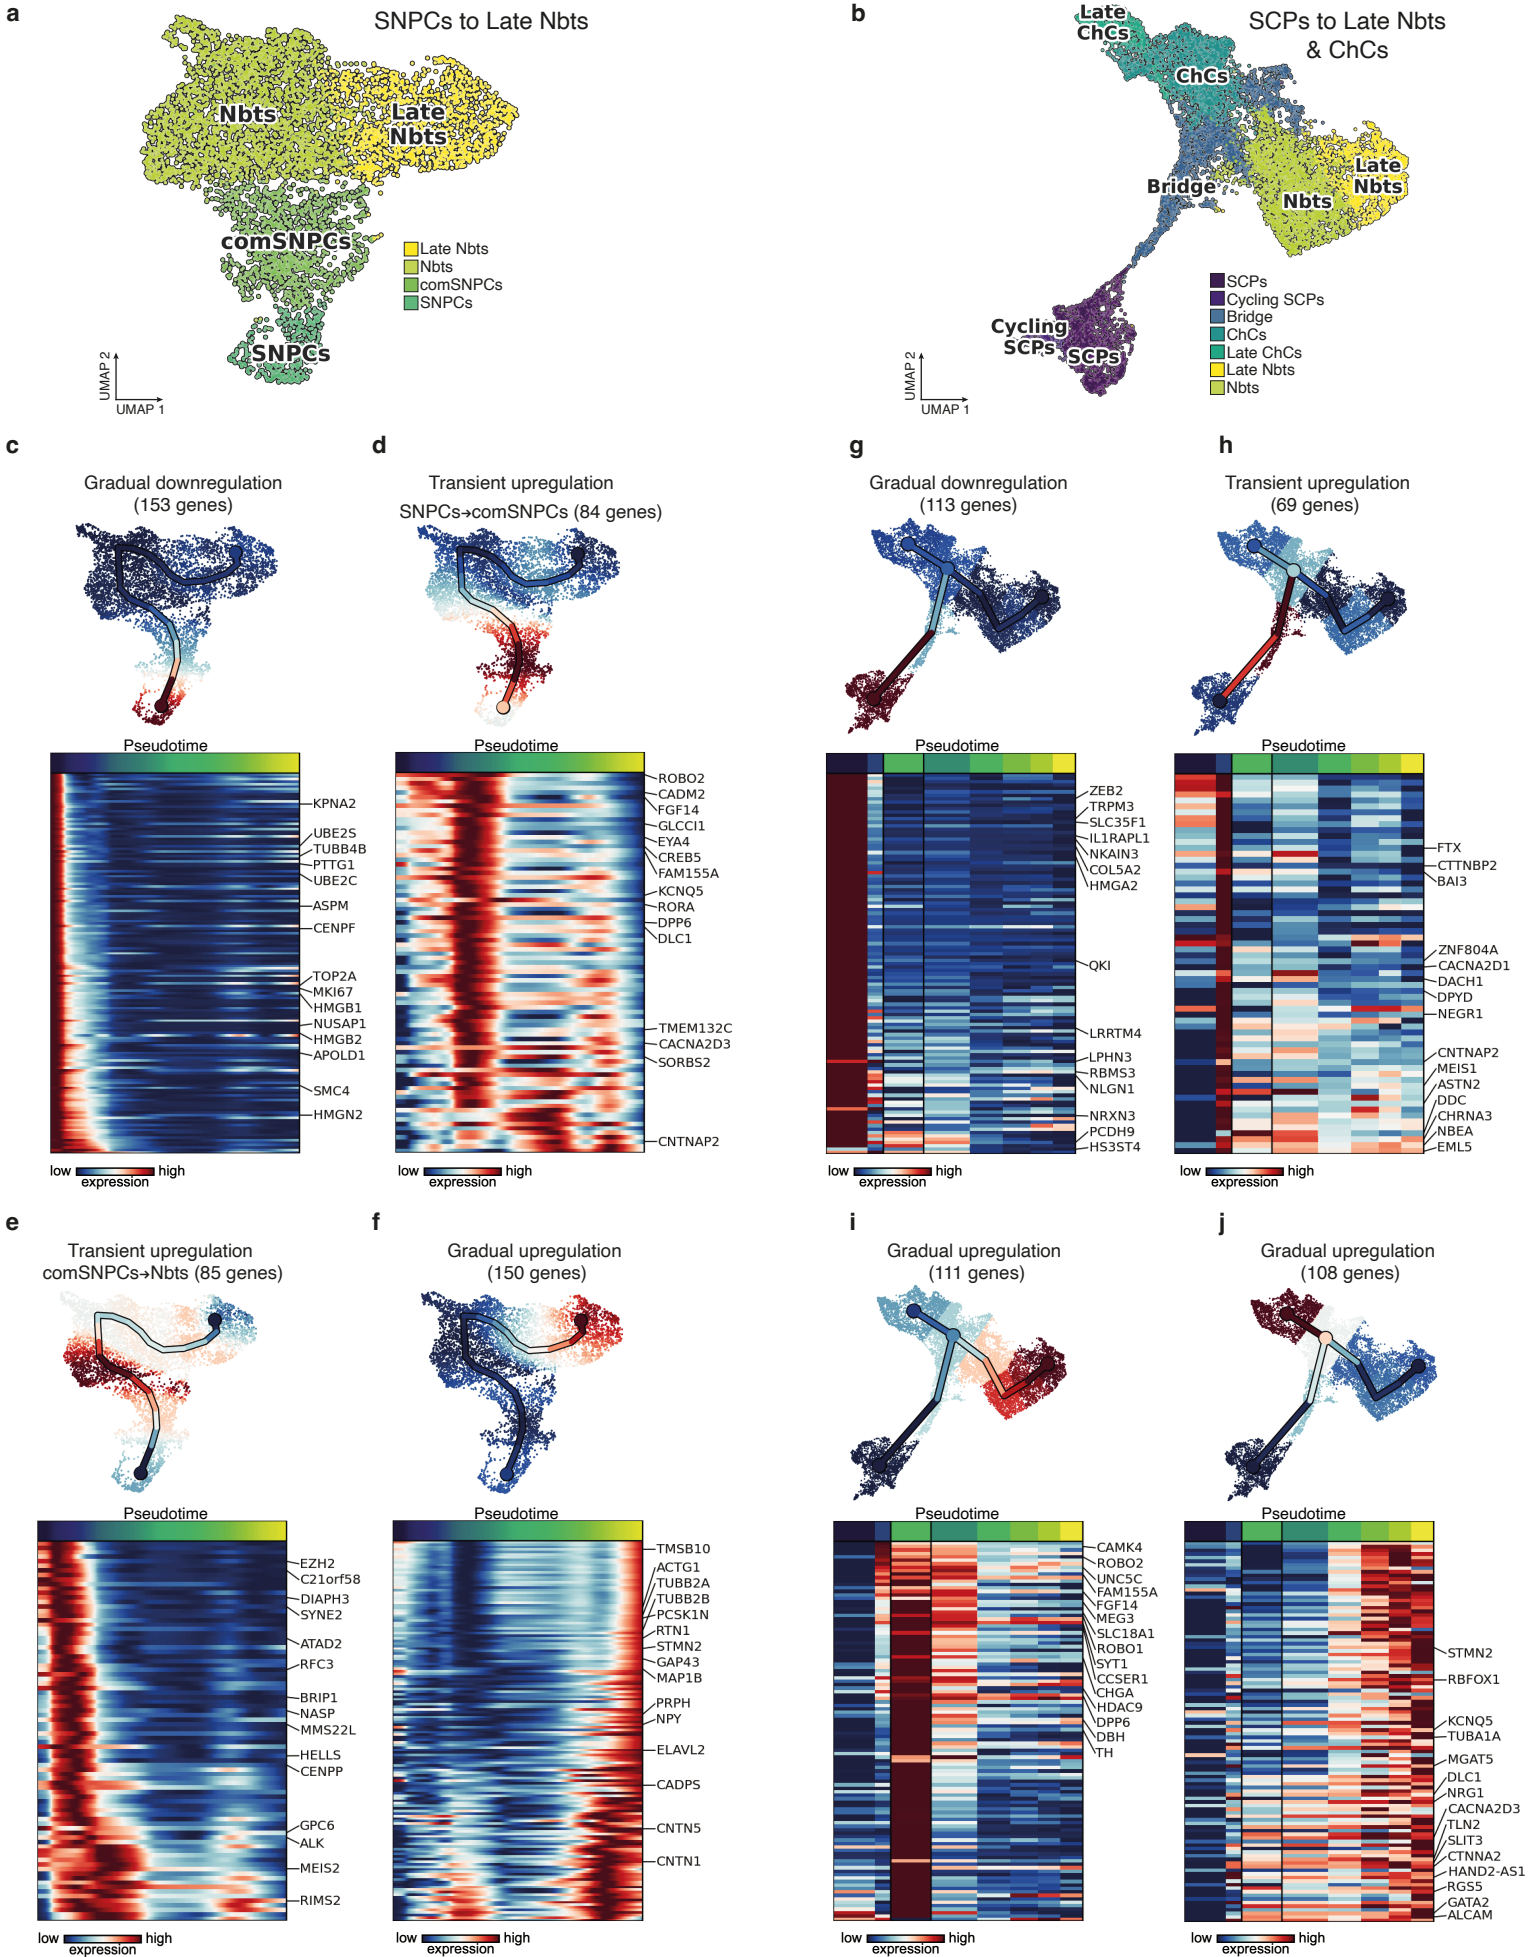 a
SNPCs to Late Nbts
Nbts
Late
Nbts
comSNPCs
SNPCs
Late Nbts
Nbts
comSNPCs
SNPCs
UMAP 2
UMAP 1
b
SCPs to Late Nbts
& ChCs
Late
ChCs
ChCs
Bridge
Late
Nbts
Nbts
Cycling
SCPs
SCPs
SCPs
Cycling SCPs
Bridge
ChCs
Late ChCs
Late Nbts
Nbts
UMAP 2
UMAP 1
c
Gradual downregulation
(153 genes)
Pseudotime
KPNA2
UBE2S
TUBB4B
PTTG1
UBE2C
ASPM
CENPF
TOP2A
MKI67
HMGB1
NUSAP1
HMGB2
APOLD1
SMC4
HMGN2
low
high
expression
d
Transient upregulation
SNPCs→comSNPCs (84 genes)
Pseudotime
ROBO2
CADM2
FGF14
GLCCI1
EYA4
CREB5
FAM155A
KCNQ5
RORA
DPP6
DLC1
TMEM132C
CACNA2D3
SORBS2
CNTNAP2
low
high
expression
g
Gradual downregulation
(113 genes)
Pseudotime
ZEB2
TRPM3
SLC35F1
IL1RAPL1
NKAIN3
COL5A2
HMGA2
QKI
LRRTM4
LPHN3
RBMS3
NLGN1
NRXN3
PCDH9
HS3ST4
low
high
expression
h
Transient upregulation
(69 genes)
Pseudotime
FTX
CTTNBP2
BAI3
ZNF804A
CACNA2D1
DACH1
DPYD
NEGR1
CNTNAP2
MEIS1
ASTN2
DDC
CHRNA3
NBEA
EML5
low
high
expression
e
Transient upregulation
comSNPCs→Nbts (85 genes)
Pseudotime
EZH2
C21orf58
DIAPH3
SYNE2
ATAD2
RFC3
BRIP1
NASP
MMS22L
HELLS
CENPP
GPC6
ALK
MEIS2
RIMS2
low
high
expression
f
Gradual upregulation
(150 genes)
Pseudotime
TMSB10
ACTG1
TUBB2A
TUBB2B
PCSK1N
RTN1
STMN2
GAP43
MAP1B
PRPH
NPY
ELAVL2
CADPS
CNTN5
CNTN1
low
high
expression
i
Gradual upregulation
(111 genes)
Pseudotime
CAMK4
ROBO2
UNC5C
FAM155A
FGF14
MEG3
SLC18A1
ROBO1
SYT1
CCSER1
CHGA
HDAC9
DPP6
DBH
TH
low
high
expression
j
Gradual upregulation
(108 genes)
Pseudotime
STMN2
RBFOX1
KCNQ5
TUBA1A
MGAT5
DLC1
NRG1
CACNA2D3
TLN2
SLIT3
CTNNA2
HAND2-AS1
RGS5
GATA2
ALCAM
low
high
expression